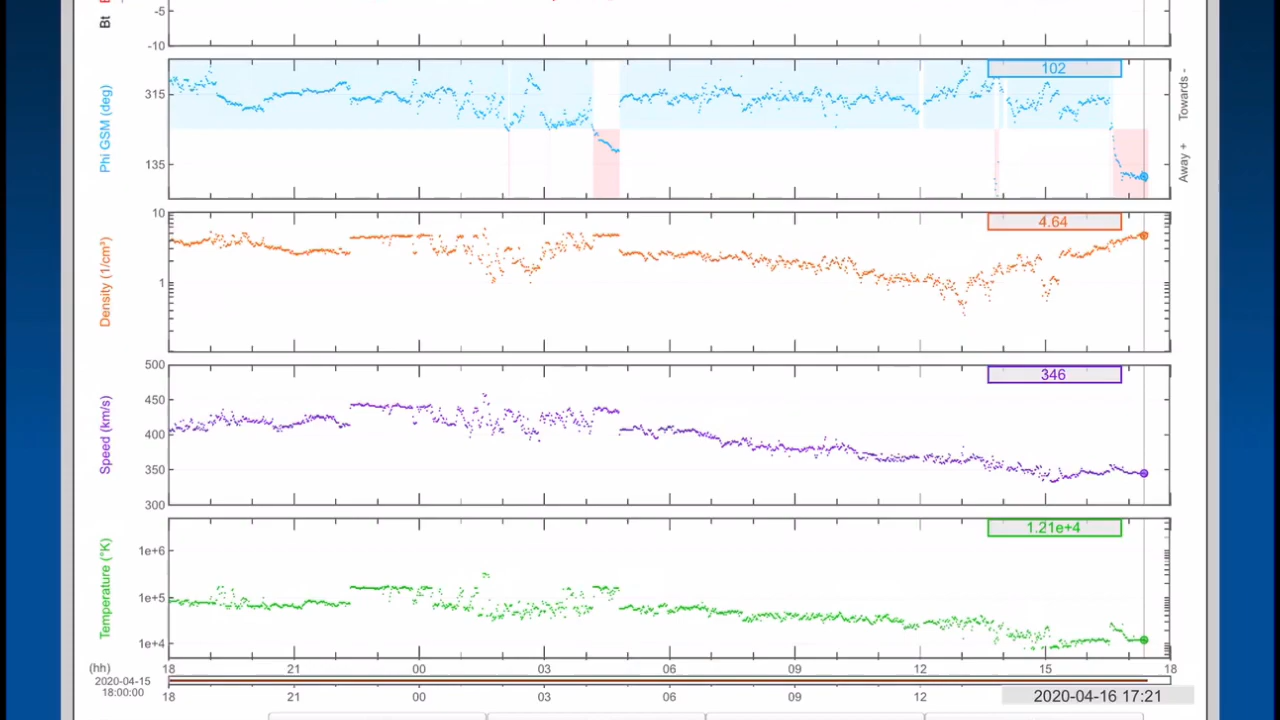 Bt
-5
-10
Phi GSM (deg)
315
135
102
Towards -
Away +
Density (1/cm³)
10
1
4.64
Speed (km/s)
500
450
400
350
300
346
Temperature (°K)
1e+6
1e+5
1e+4
1.21e+4
(hh)
18 21 00 03 06 09 12 15 18
2020-04-15
18:00:00
18 21 00 03 06 09 12
2020-04-16 17:21